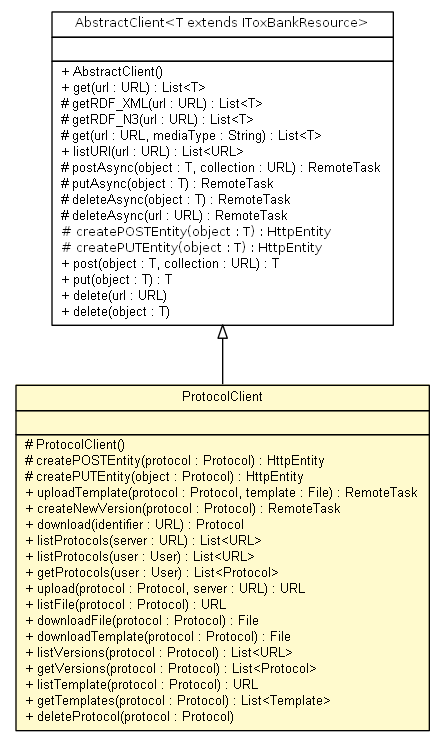 AbstractClient<T extends IToxBankResource>
+ AbstractClient()
+ get(url : URL) : List<T>
# getRDF_XML(url : URL) : List<T>
# getRDF_N3(url : URL) : List<T>
# get(url : URL, mediaType : String) : List<T>
+ listURI(url : URL) : List<URL>
# postAsync(object : T, collection : URL) : RemoteTask
# putAsync(object : T) : RemoteTask
# deleteAsync(object : T) : RemoteTask
# deleteAsync(url : URL) : RemoteTask
# createPOSTEntity(object : T) : HttpEntity
# createPUTEntity(object : T) : HttpEntity
+ post(object : T, collection : URL) : T
+ put(object : T) : T
+ delete(url : URL)
+ delete(object : T)
ProtocolClient
# ProtocolClient()
# createPOSTEntity(protocol : Protocol) : HttpEntity
# createPUTEntity(object : Protocol) : HttpEntity
+ uploadTemplate(protocol : Protocol, template : File) : RemoteTask
+ createNewVersion(protocol : Protocol) : RemoteTask
+ download(identifier : URL) : Protocol
+ listProtocols(server : URL) : List<URL>
+ listProtocols(user : User) : List<URL>
+ getProtocols(user : User) : List<Protocol>
+ upload(protocol : Protocol, server : URL) : URL
+ listFile(protocol : Protocol) : URL
+ downloadFile(protocol : Protocol) : File
+ downloadTemplate(protocol : Protocol) : File
+ listVersions(protocol : Protocol) : List<URL>
+ getVersions(protocol : Protocol) : List<Protocol>
+ listTemplate(protocol : Protocol) : URL
+ getTemplates(protocol : Protocol) : List<Template>
+ deleteProtocol(protocol : Protocol)